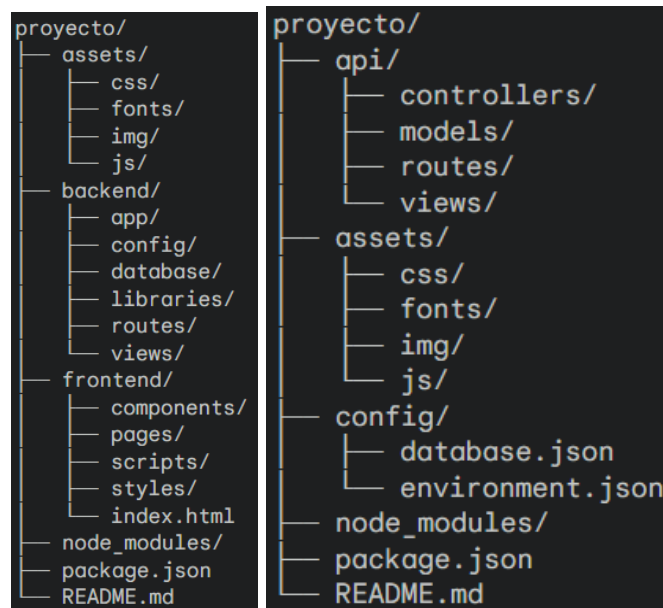 proyecto/
├── assets/
│   ├── css/
│   ├── fonts/
│   ├── img/
│   └── js/
├── backend/
│   ├── app/
│   ├── config/
│   ├── database/
│   ├── libraries/
│   ├── routes/
│   └── views/
├── frontend/
│   ├── components/
│   ├── pages/
│   ├── scripts/
│   ├── styles/
│   └── index.html
├── node_modules/
├── package.json
└── README.md
proyecto/
├── api/
│   ├── controllers/
│   ├── models/
│   ├── routes/
│   └── views/
├── assets/
│   ├── css/
│   ├── fonts/
│   ├── img/
│   └── js/
├── config/
│   ├── database.json
│   └── environment.json
├── node_modules/
├── package.json
└── README.md